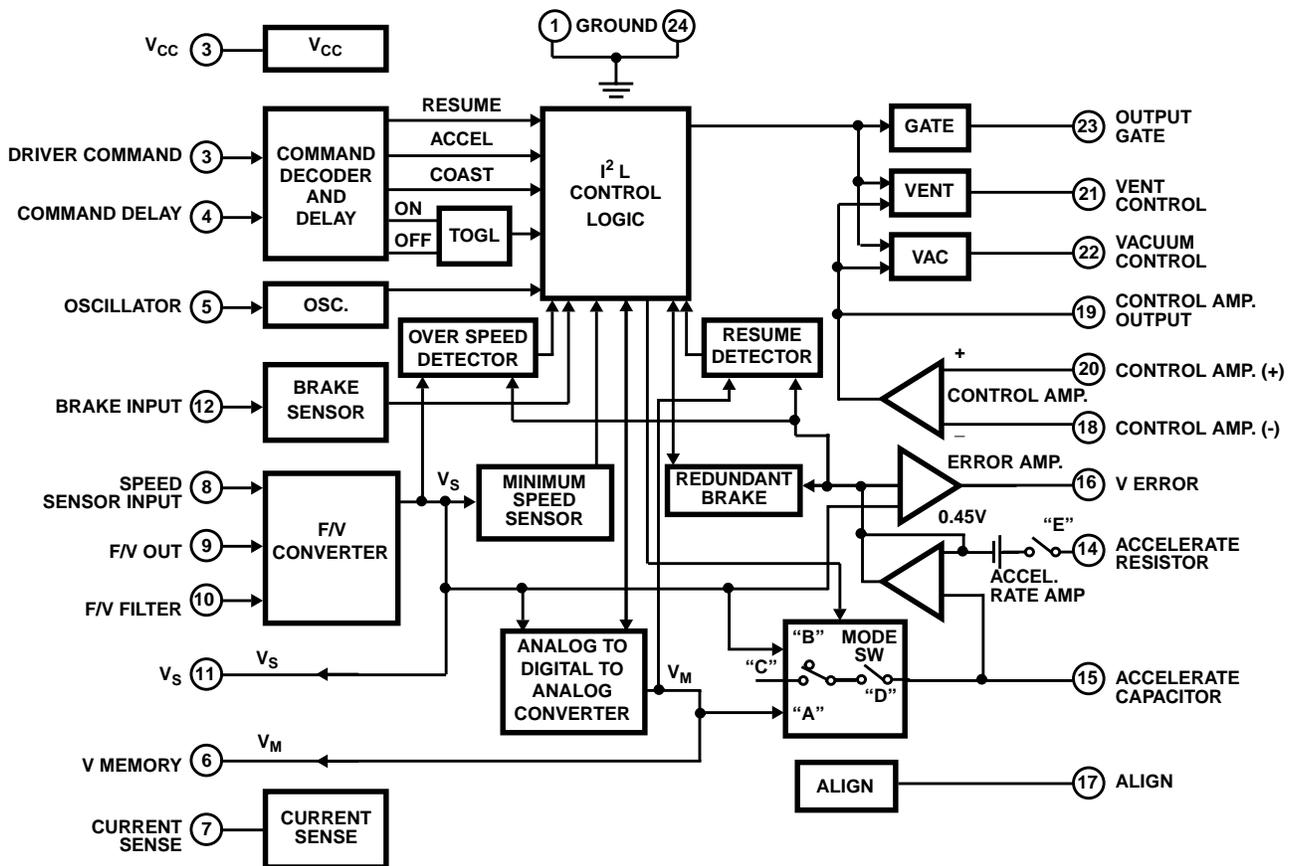 1 GROUND 24
VCC 3
VCC
DRIVER COMMAND 3
COMMAND DELAY 4
COMMAND
DECODER
AND
DELAY
RESUME
ACCEL
COAST
ON
OFF
TOGL
I2 L
CONTROL
LOGIC
GATE
23 OUTPUT
GATE
VENT
21 VENT
CONTROL
VAC
22 VACUUM
CONTROL
OSCILLATOR 5
OSC.
19 CONTROL AMP.
OUTPUT
OVER SPEED
DETECTOR
RESUME
DETECTOR
+
20 CONTROL AMP. (+)
CONTROL AMP.
18 CONTROL AMP. (-)
_
BRAKE INPUT 12
BRAKE
SENSOR
SPEED
SENSOR INPUT 8
F/V OUT 9
F/V FILTER 10
F/V
CONVERTER
VS
MINIMUM
SPEED
SENSOR
REDUNDANT
BRAKE
ERROR AMP.
16 V ERROR
0.45V
“E”
14 ACCELERATE
RESISTOR
ACCEL.
RATE AMP
VS 11
VS
ANALOG TO
DIGITAL TO
ANALOG
CONVERTER
VM
“B”
MODE
SW
“C”
“D”
“A”
15 ACCELERATE
CAPACITOR
V MEMORY 6
VM
ALIGN
17 ALIGN
CURRENT
SENSE 7
CURRENT
SENSE